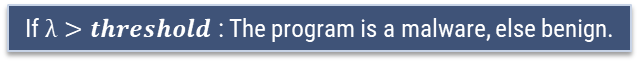 If λ > threshold : The program is a malware, else benign.